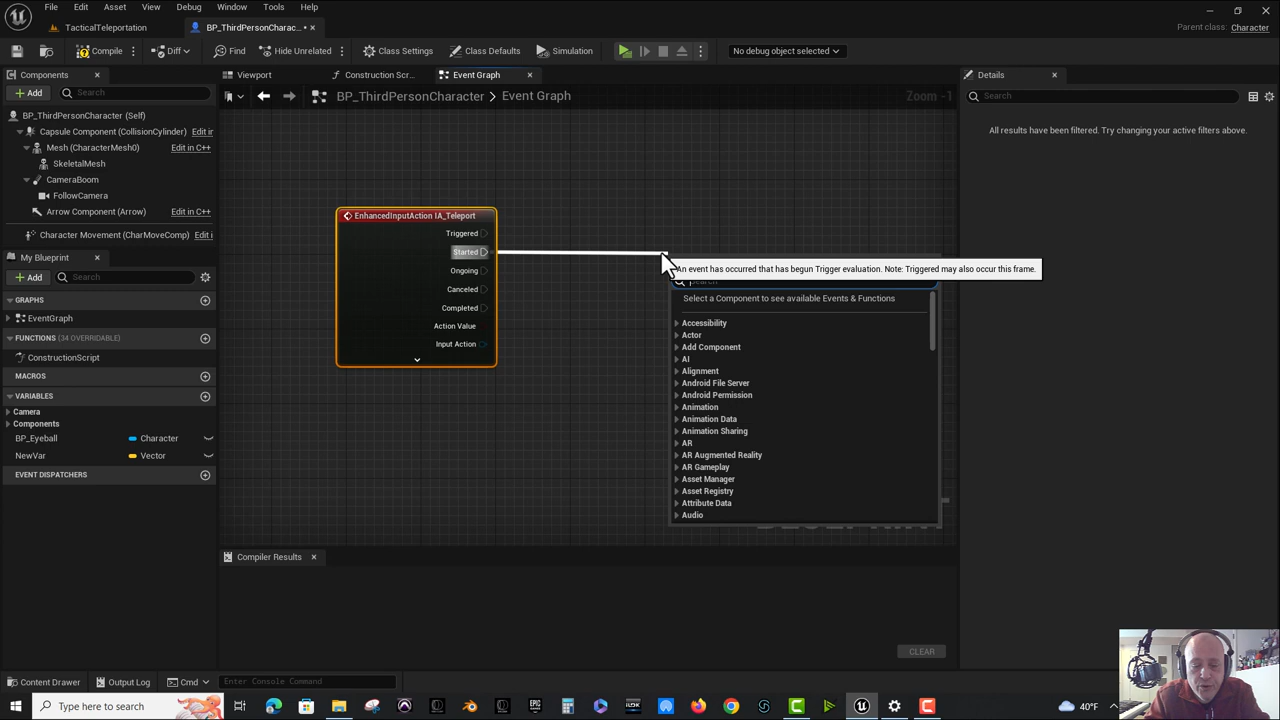 File Edit Asset View Debug Window Tools Help
TacticalTeleportation
BP_ThirdPersonCharac...
Parent class: Character
Compile
Diff
Find
Hide Unrelated
Class Settings
Class Defaults
Simulation
No debug object selected
Components
Add
Search
BP_ThirdPersonCharacter (Self)
Capsule Component (CollisionCylinder) Edit in
Mesh (CharacterMesh0) Edit in C++
SkeletalMesh
CameraBoom
FollowCamera
Arrow Component (Arrow) Edit in C++
Character Movement (CharMoveComp) Edit i
My Blueprint
Add
Search
GRAPHS
EventGraph
FUNCTIONS (34 OVERRIDABLE)
ConstructionScript
MACROS
VARIABLES
Camera
Components
BP_Eyeball Character
NewVar Vector
EVENT DISPATCHERS
Viewport
Construction Scr...
Event Graph
BP_ThirdPersonCharacter > Event Graph
Zoom -1
EnhancedInputAction IA_Teleport
Triggered
Started
Ongoing
Canceled
Completed
Action Value
Input Action
An event has occurred that has begun Trigger evaluation. Note: Triggered may also occur this frame.
Search
Select a Component to see available Events & Functions
Accessibility
Actor
Add Component
AI
Alignment
Android File Server
Android Permission
Animation
Animation Data
Animation Sharing
AR
AR Augmented Reality
AR Gameplay
Asset Manager
Asset Registry
Attribute Data
Audio
Compiler Results
CLEAR
Details
Search
All results have been filtered. Try changing your active filters above.
Content Drawer
Output Log
Cmd
Enter Console Command
Type here to search
40°F